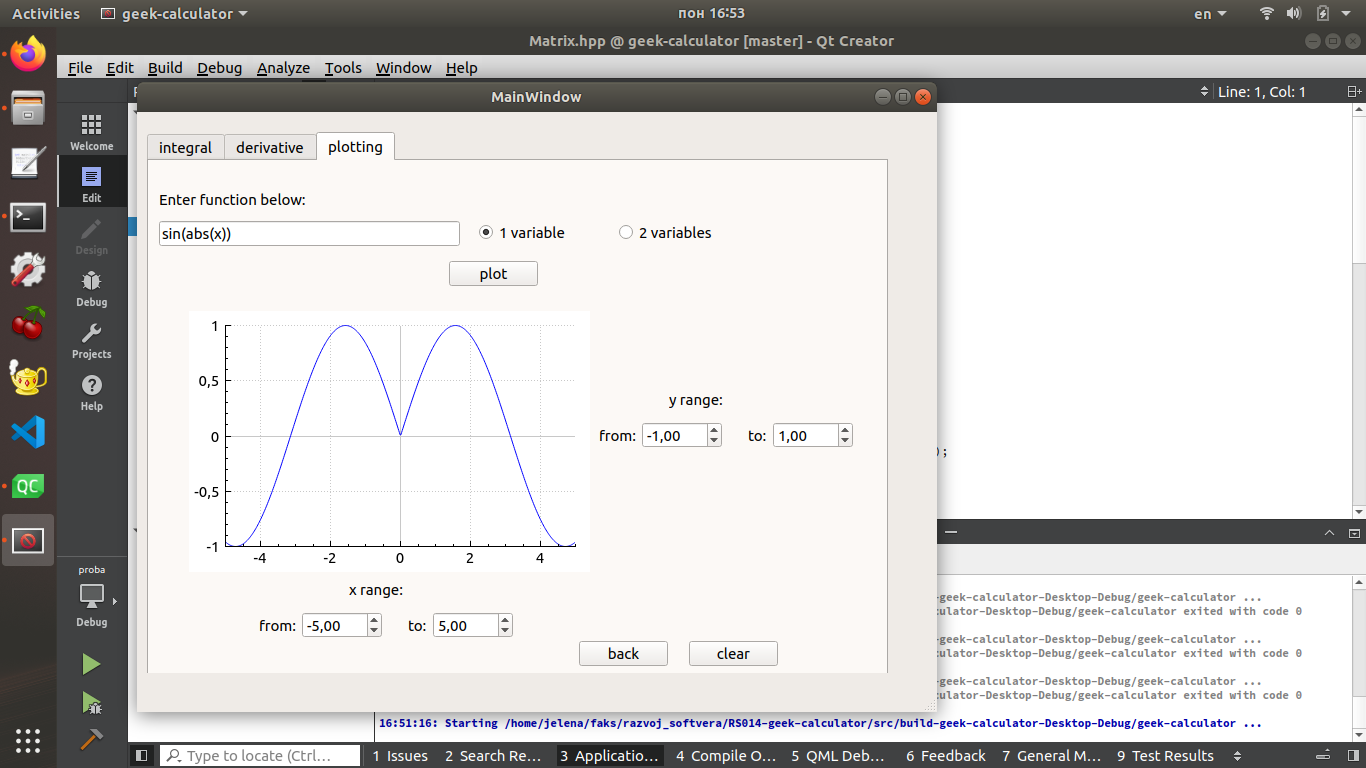 Activities geek-calculator пон 16:53 en
Matrix.hpp @ geek-calculator [master] - Qt Creator
File Edit Build Debug Analyze Tools Window Help
MainWindow
Line: 1, Col: 1
Welcome
Edit
Design
Debug
Projects
Help
integral derivative plotting
Enter function below:
sin(abs(x))
1 variable 2 variables
plot
1
0,5
0
-0,5
-1
-4 -2 0 2 4
y range:
from: -1,00 to: 1,00
x range:
from: -5,00 to: 5,00
back clear
);
proba
Debug
-geek-calculator-Desktop-Debug/geek-calculator ...
culator-Desktop-Debug/geek-calculator exited with code 0
-geek-calculator-Desktop-Debug/geek-calculator ...
culator-Desktop-Debug/geek-calculator exited with code 0
-geek-calculator-Desktop-Debug/geek-calculator ...
culator-Desktop-Debug/geek-calculator exited with code 0
16:51:16: Starting /home/jelena/faks/razvoj_softvera/RS014-geek-calculator/src/build-geek-calculator-Desktop-Debug/geek-calculator ...
Type to locate (Ctrl... 1 Issues 2 Search Re... 3 Applicatio... 4 Compile O... 5 QML Deb... 6 Feedback 7 General M... 9 Test Results
QC